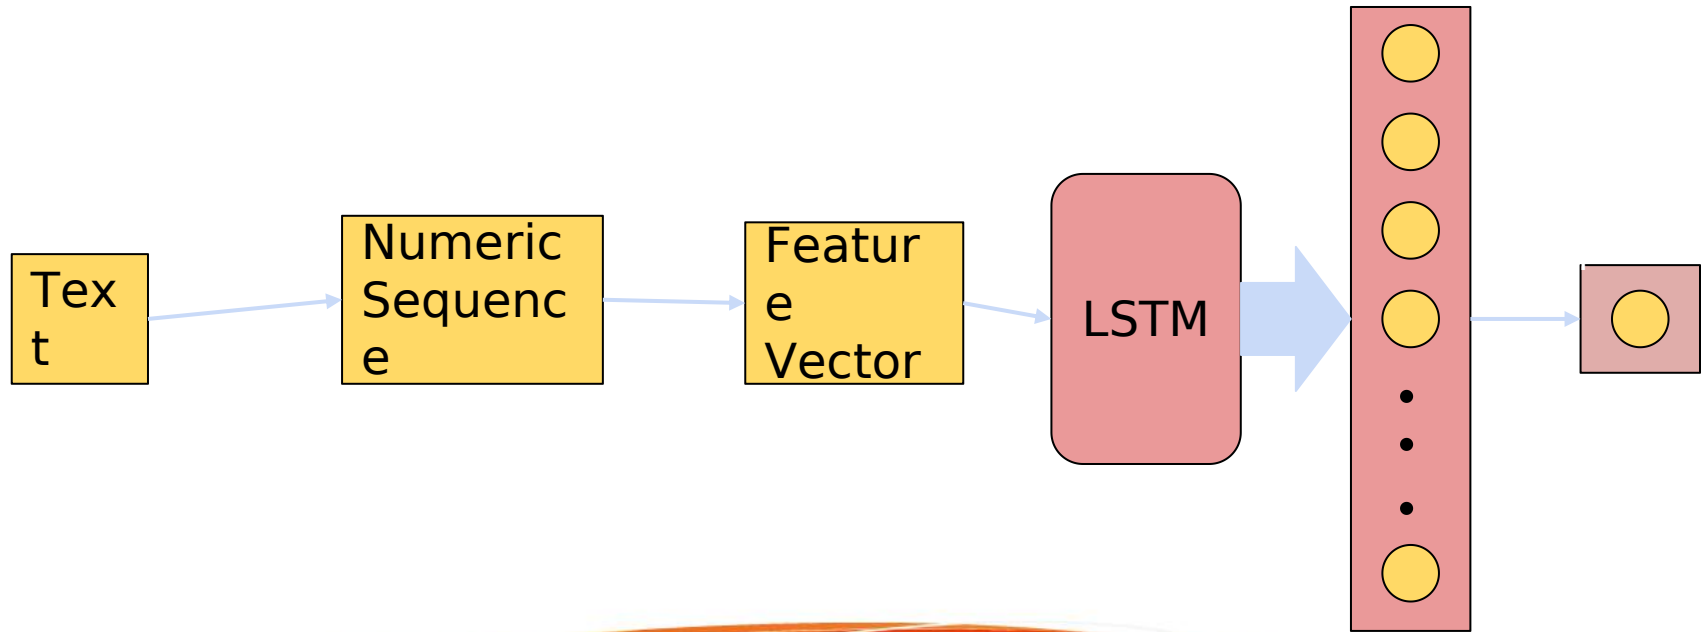 Tex
t
Numeric
Sequenc
e
Featur
e
Vector
LSTM